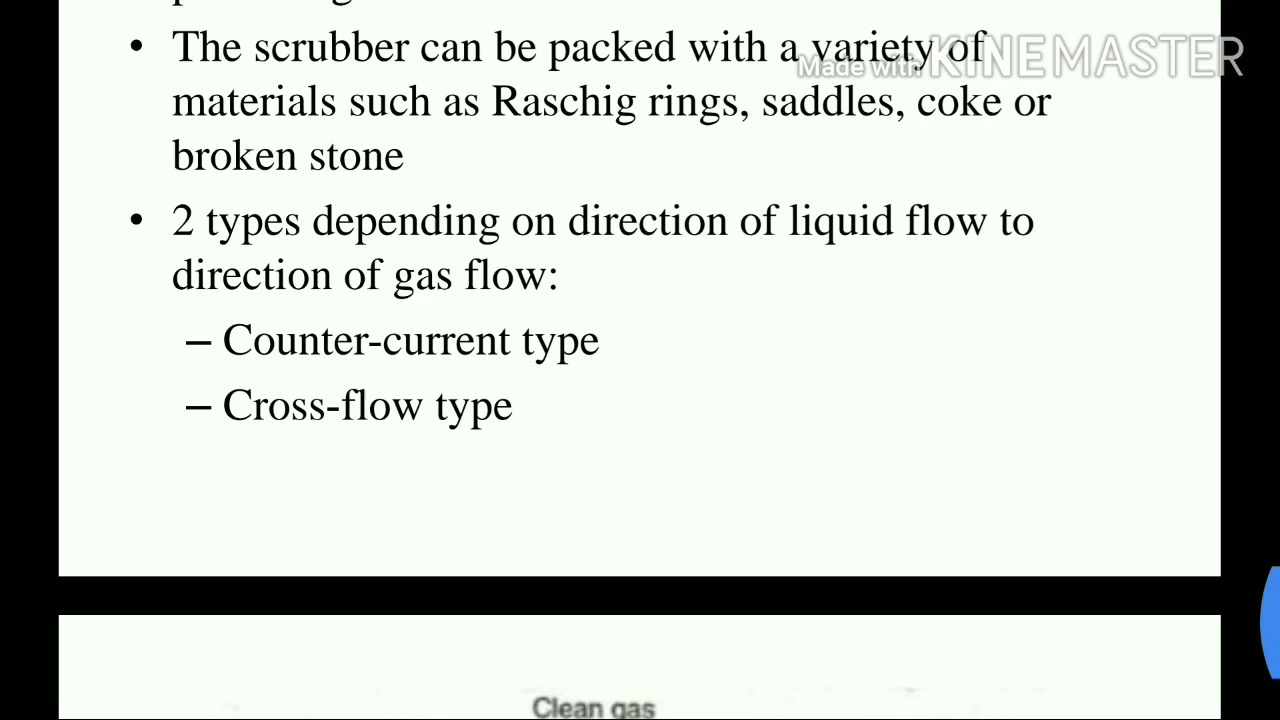 • The scrubber can be packed with a variety of
Made with KINEMASTER
materials such as Raschig rings, saddles, coke or
broken stone
• 2 types depending on direction of liquid flow to
direction of gas flow:
– Counter-current type
– Cross-flow type
Clean gas